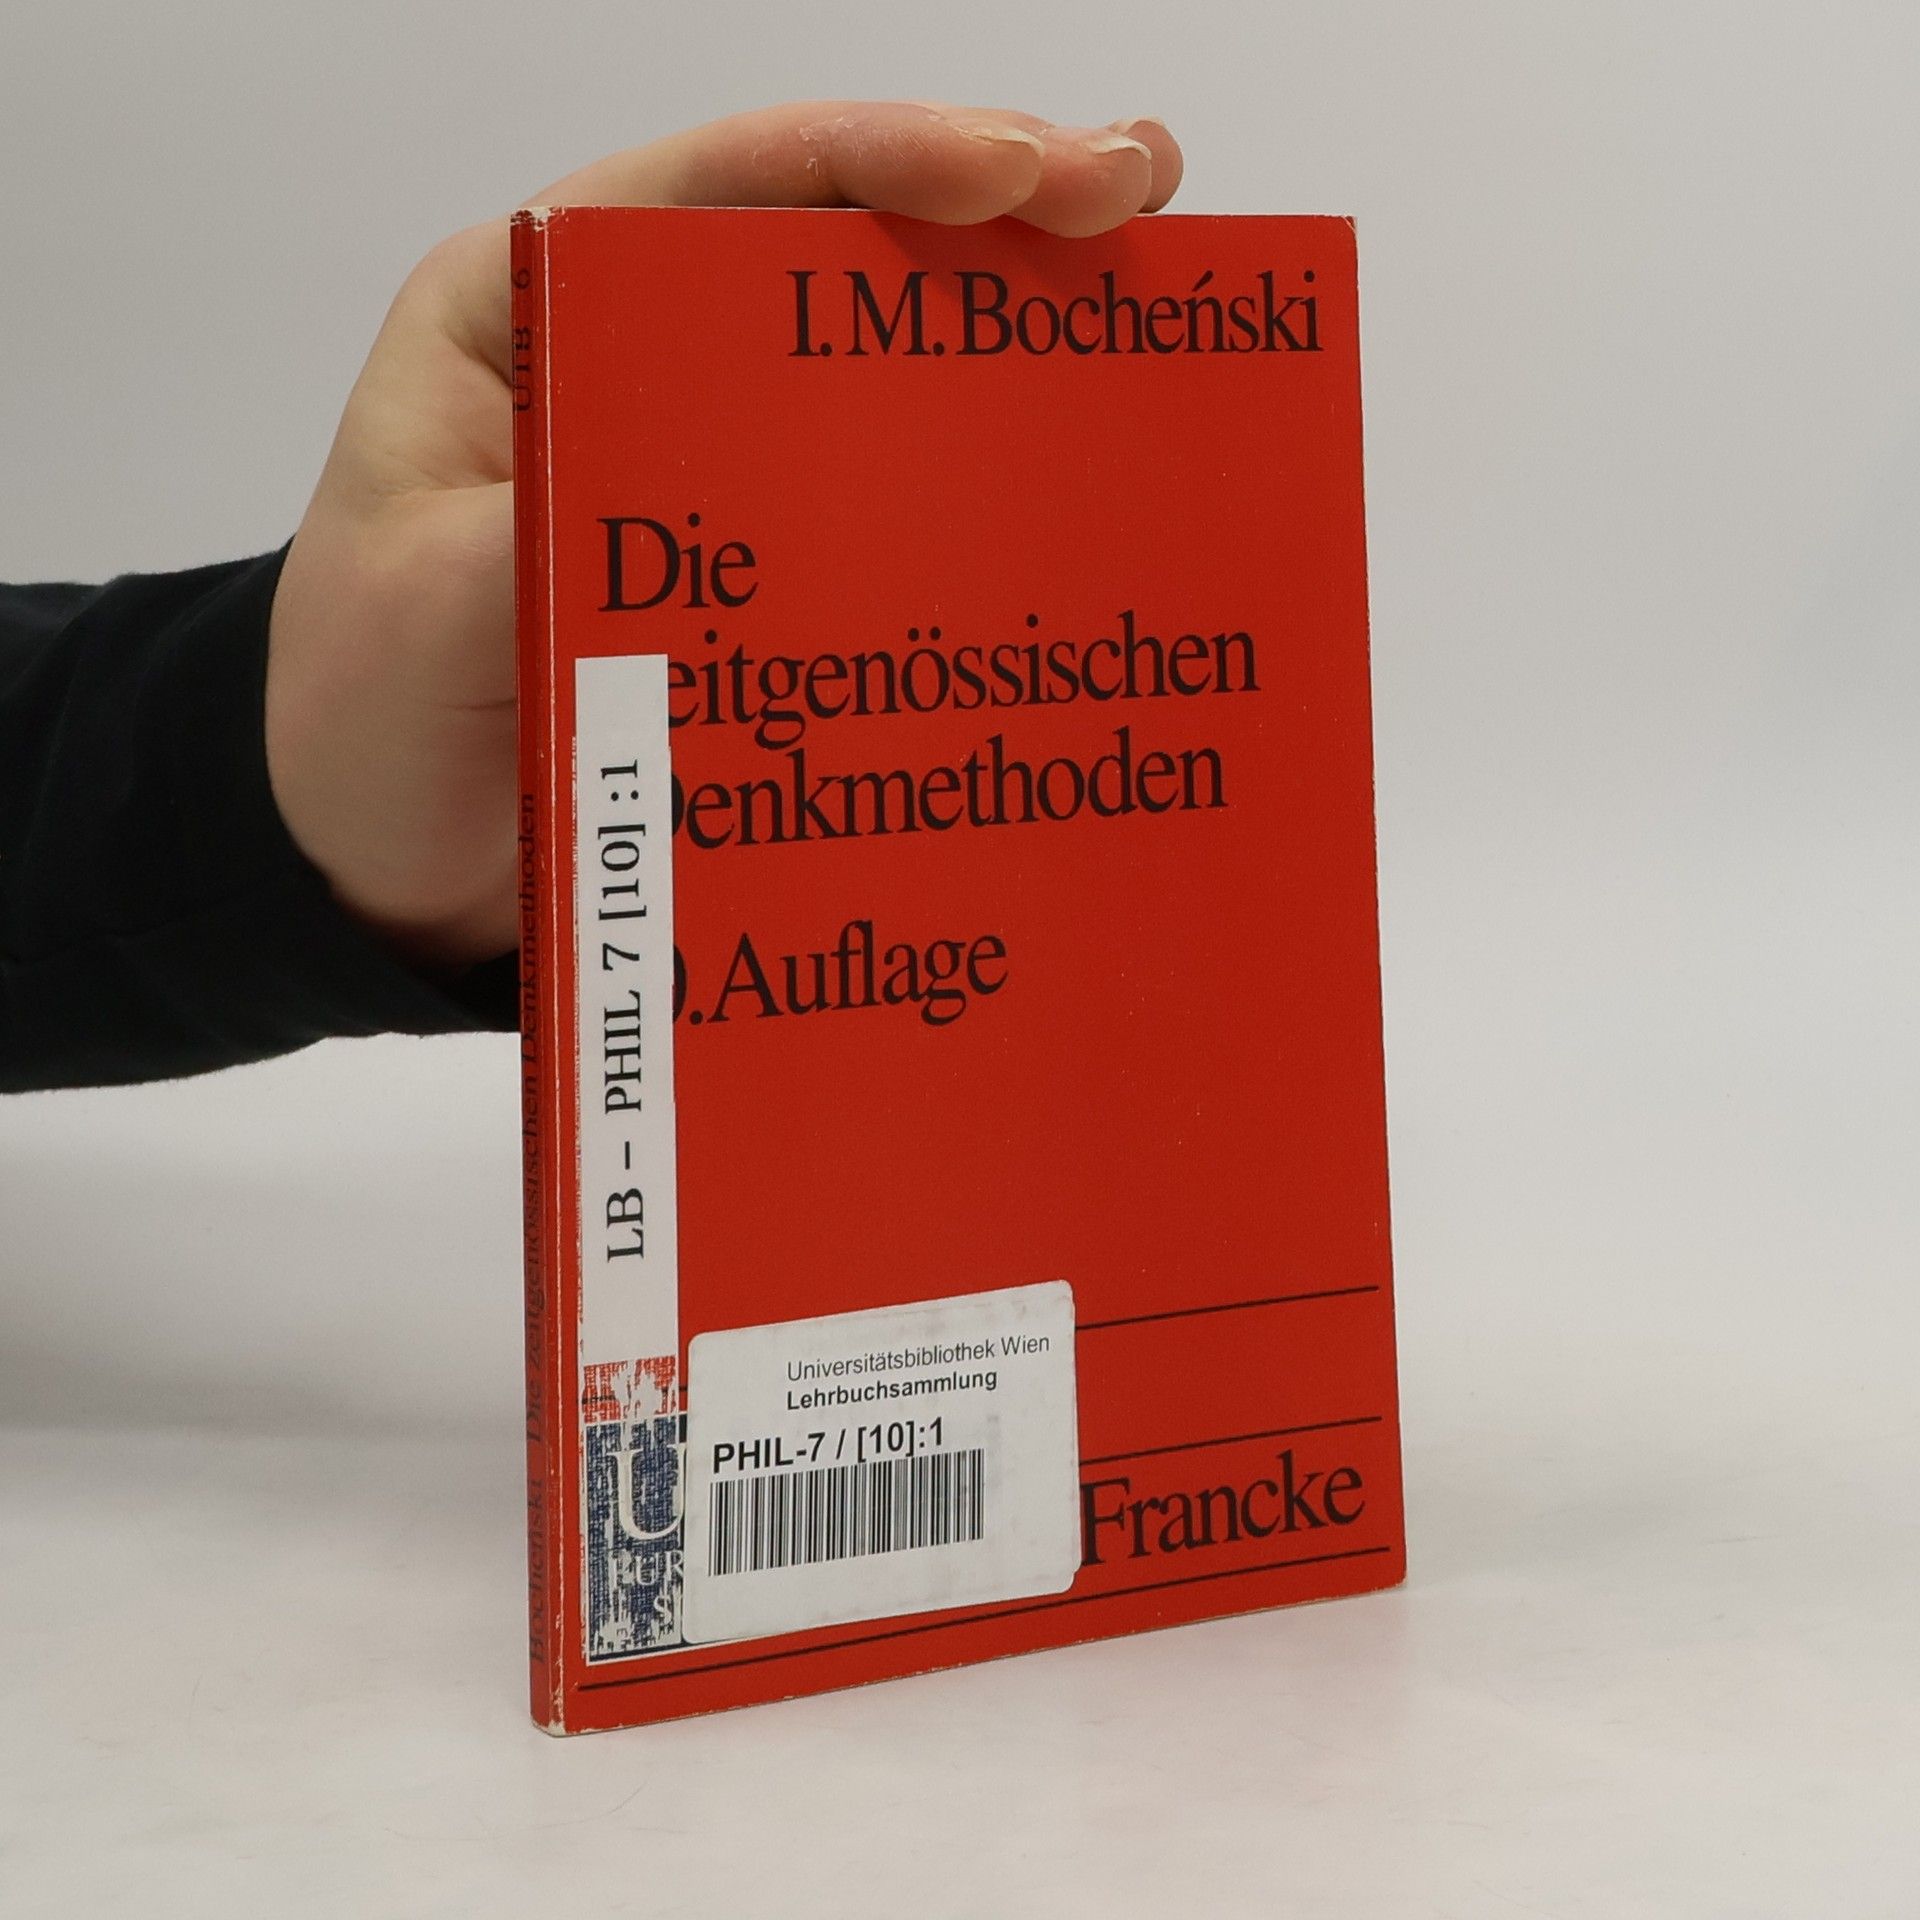 I. M. Bocheński
Die
eitgenössischen
Denkmethoden
0. Auflage
LB – PHIL 7 [10] :1
Universitätsbibliothek Wien
Lehrbuchsammlung
PHIL-7 / [10]:1
Francke
U
Bocheński Die zeitgenössischen Denkmethoden UTB 6